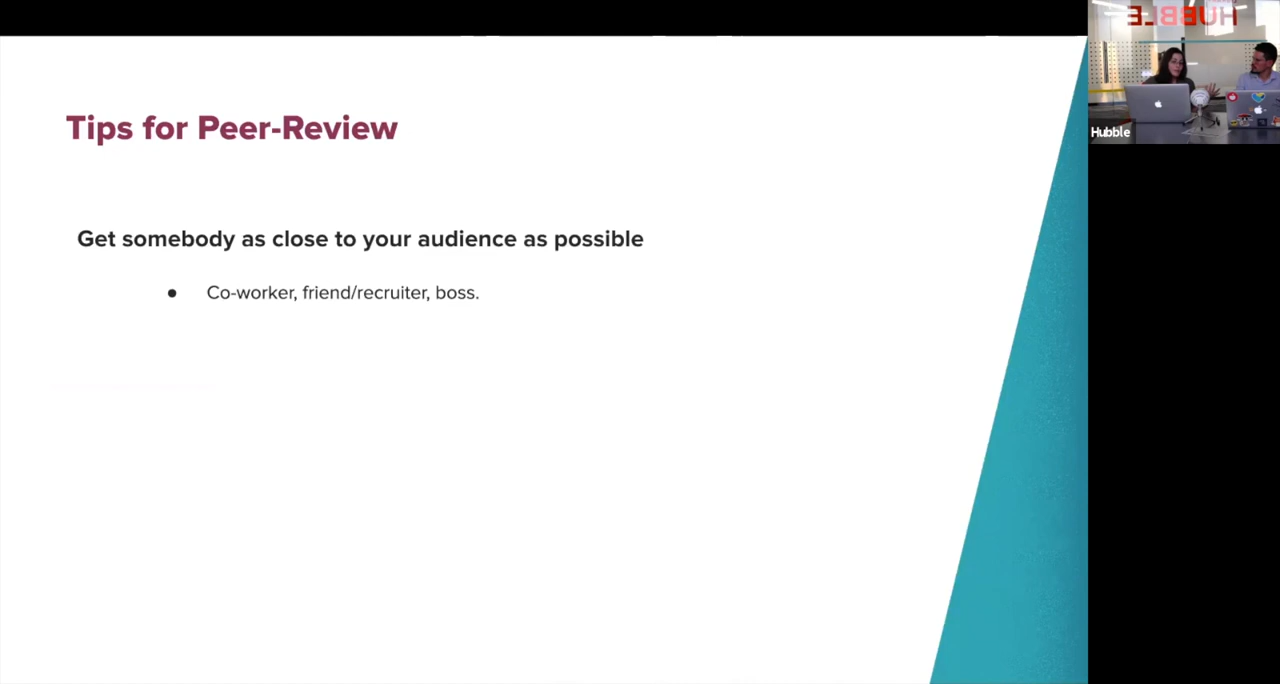 HUBBLE
Tips for Peer-Review
Hubble
Get somebody as close to your audience as possible
● Co-worker, friend/recruiter, boss.